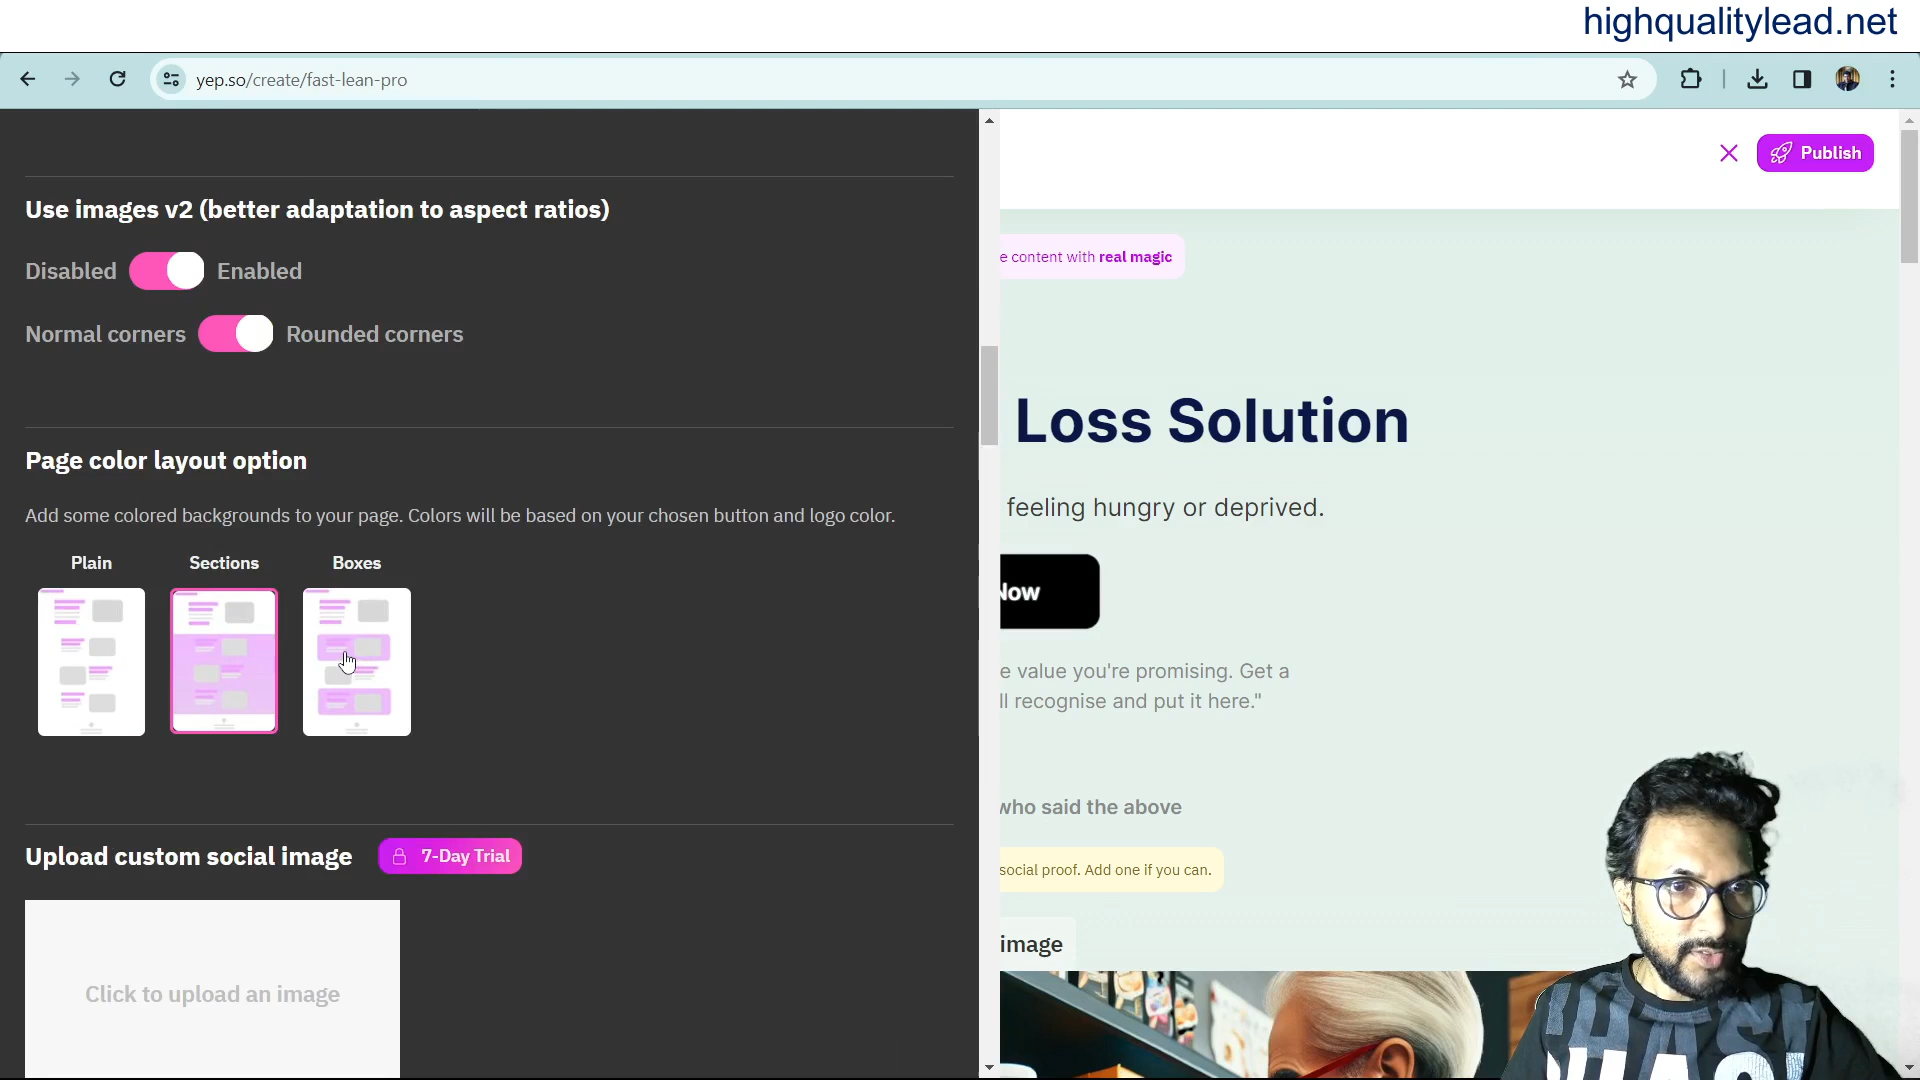 highqualitylead.net
yep.so/create/fast-lean-pro
Publish
Use images v2 (better adaptation to aspect ratios)
Disabled Enabled
Normal corners Rounded corners
Page color layout option
Add some colored backgrounds to your page. Colors will be based on your chosen button and logo color.
Plain Sections Boxes
Upload custom social image 7-Day Trial
Click to upload an image
e content with real magic
Loss Solution
feeling hungry or deprived.
Now
e value you're promising. Get a
ll recognise and put it here."
who said the above
social proof. Add one if you can.
image